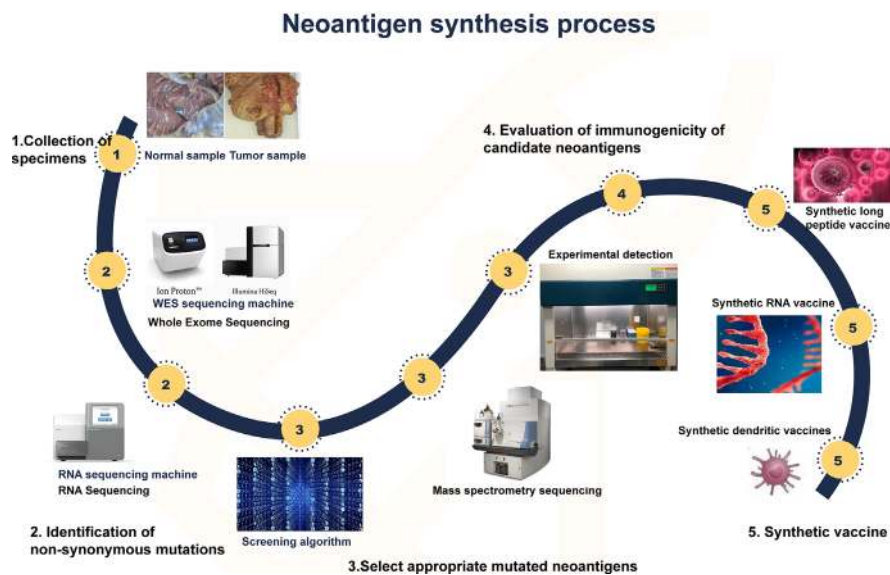 Neoantigen synthesis process
1.Collection of
specimens
1
Normal sample
Tumor sample
2
Ion Proton™
Illumina HiSeq
WES sequencing machine
Whole Exome Sequencing
2
RNA sequencing machine
RNA Sequencing
2. Identification of
non-synonymous mutations
3
Screening algorithm
3
Mass spectrometry sequencing
3.Select appropriate mutated neoantigens
3
Experimental detection
4. Evaluation of immunogenicity of
candidate neoantigens
4
5
Synthetic long
peptide vaccine
Synthetic RNA vaccine
5
Synthetic dendritic vaccines
5
5. Synthetic vaccine